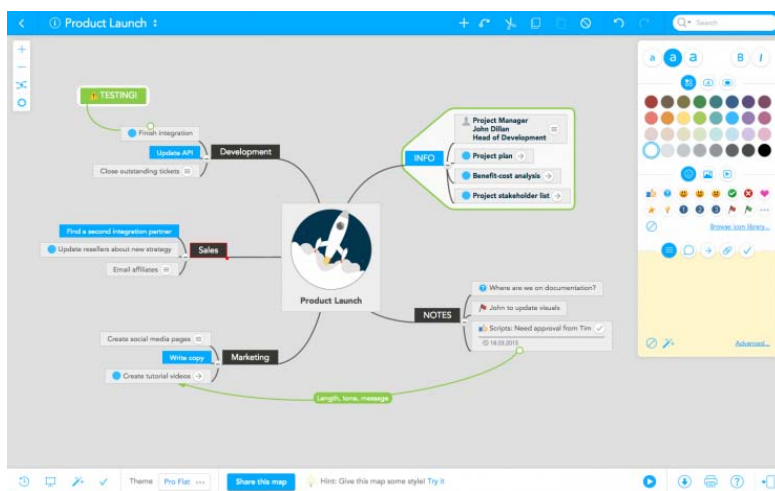 Product Launch
Search
TESTING!
Finish integration
Update API
Close outstanding tickets
Development
Find a second integration partner
Update resellers about new strategy
Email affiliates
Sales
Create social media pages
Write copy
Create tutorial videos
Marketing
Product Launch
INFO
Project Manager
John Dillan
Head of Development
Project plan
Benefit-cost analysis
Project stakeholder list
NOTES
Where are we on documentation?
John to update visuals
Scripts: Need approval from Tim
Length, tone, message
a a a B I
1 2 3
Browse icon library...
Advanced...
Theme Pro Flat ... Share this map Hint: Give this map some style! Try it